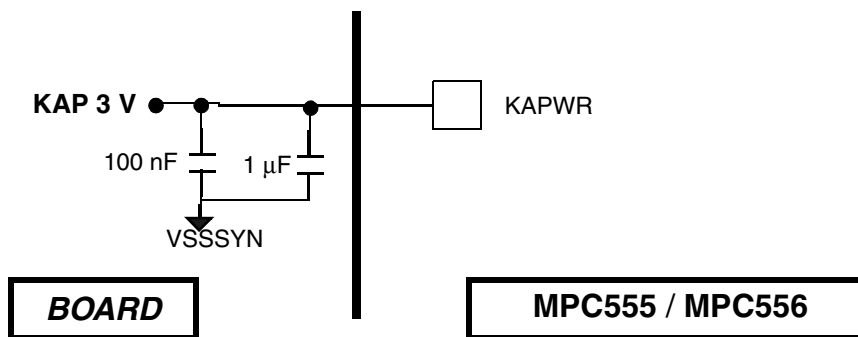 KAP 3 V
KAPWR
100 nF
1 μF
VSSSYN
BOARD
MPC555 / MPC556